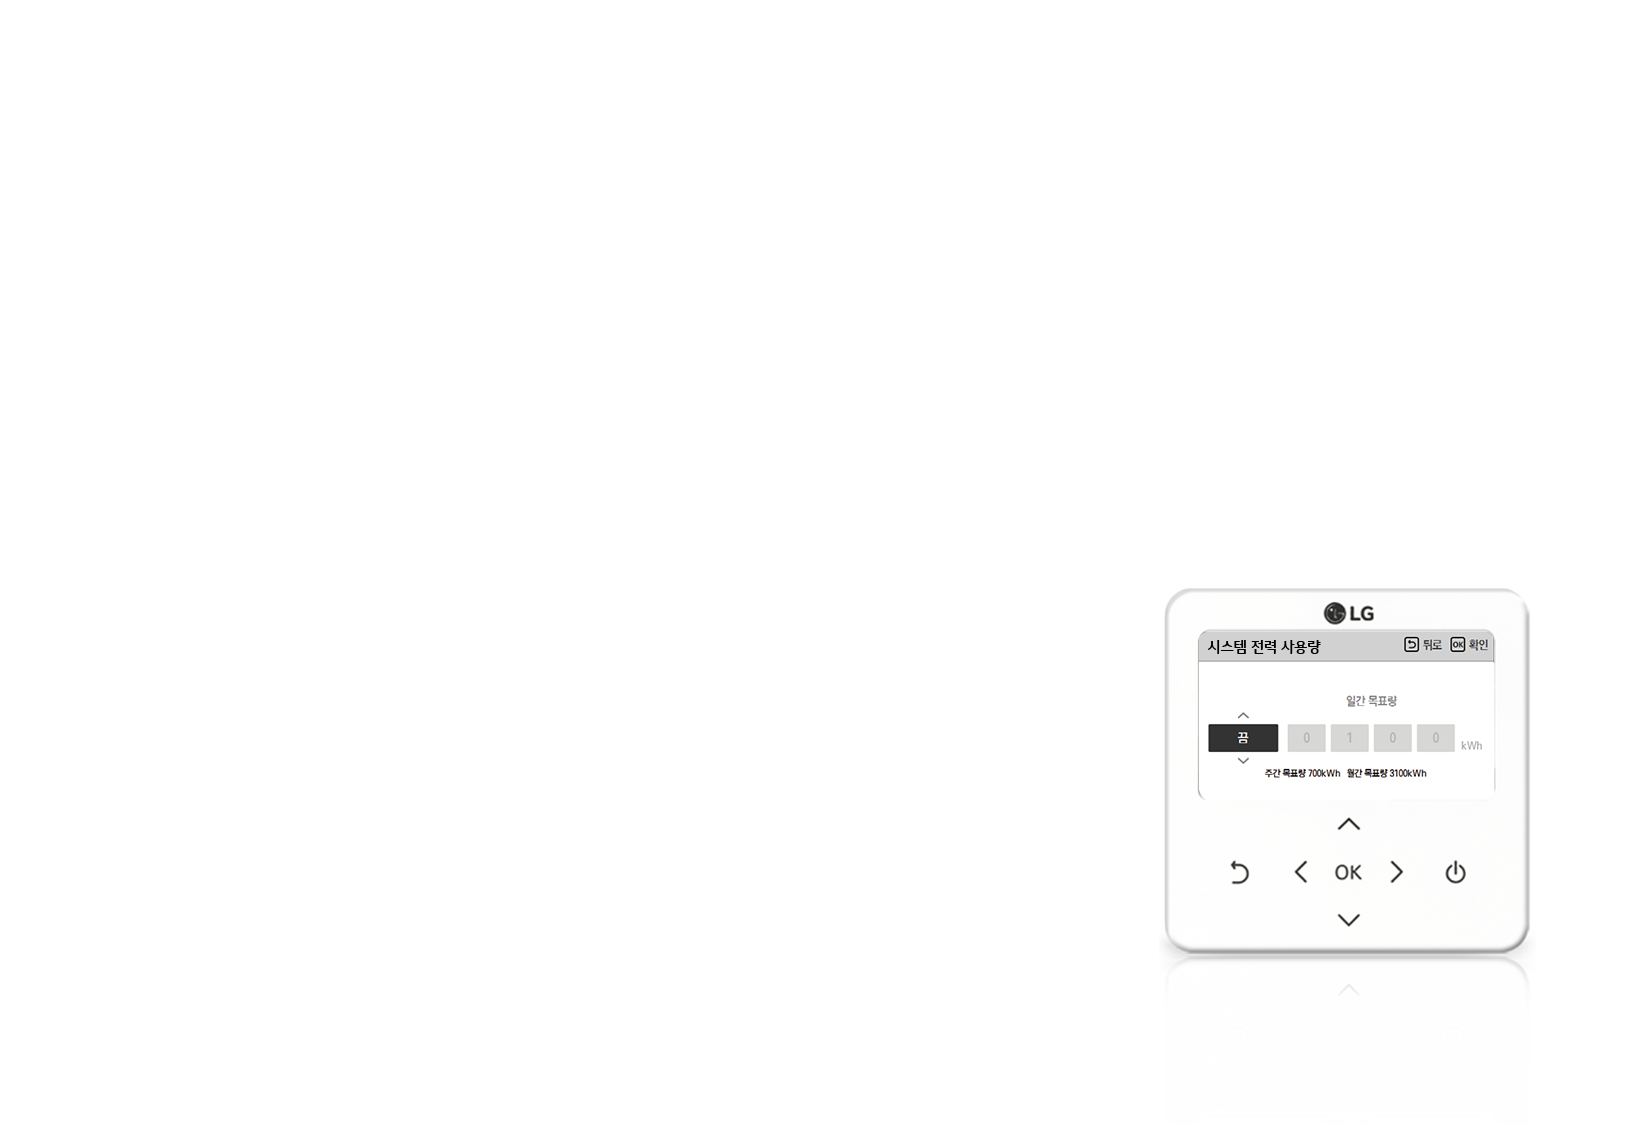 LG
시스템 전력 사용량 뒤로 OK 확인
일간 목표량
끔 0 1 0 0 kWh
주간 목표량 700kWh 월간 목표량 3100kWh
OK